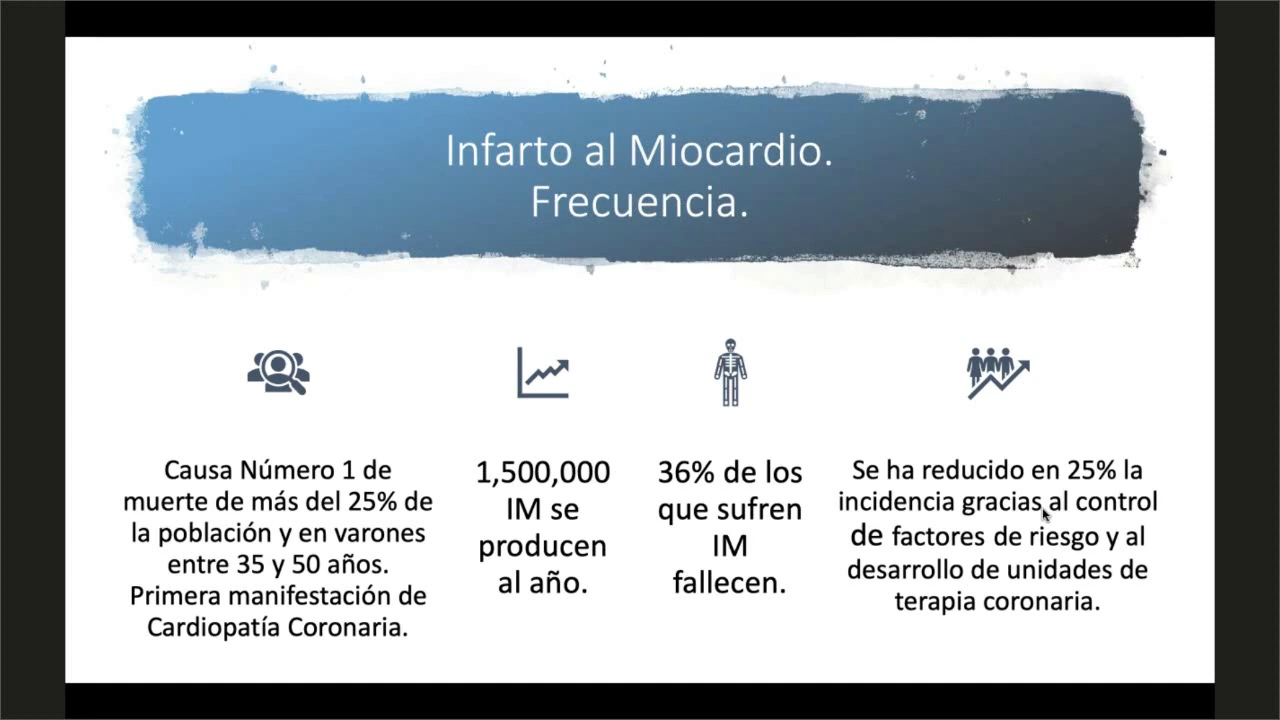 Infarto al Miocardio.
Frecuencia.
Causa Número 1 de
muerte de más del 25% de
la población y en varones
entre 35 y 50 años.
Primera manifestación de
Cardiopatía Coronaria.
1,500,000
IM se
producen
al año.
36% de los
que sufren
IM
fallecen.
Se ha reducido en 25% la
incidencia gracias al control
de factores de riesgo y al
desarrollo de unidades de
terapia coronaria.